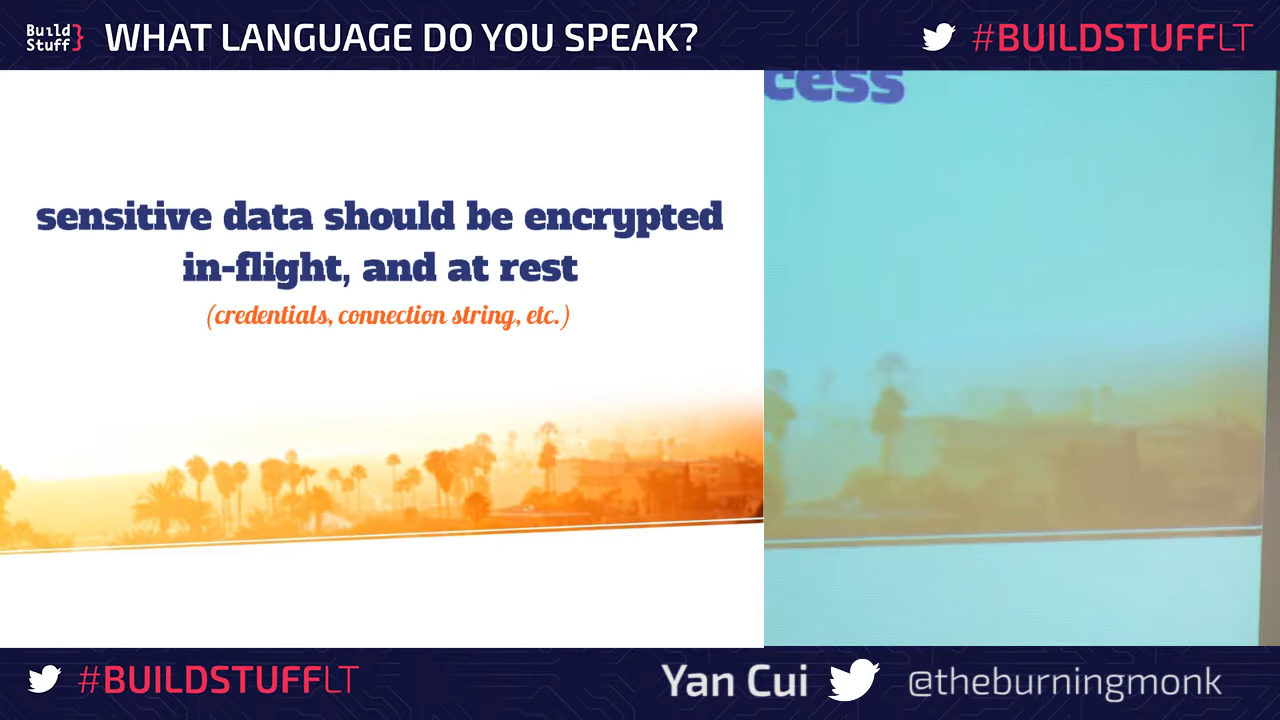 Build
Stuff}
WHAT LANGUAGE DO YOU SPEAK?
#BUILDSTUFFLT
sensitive data should be encrypted
in-flight, and at rest
(credentials, connection string, etc.)
cess
#BUILDSTUFFLT
Yan Cui
@theburningmonk